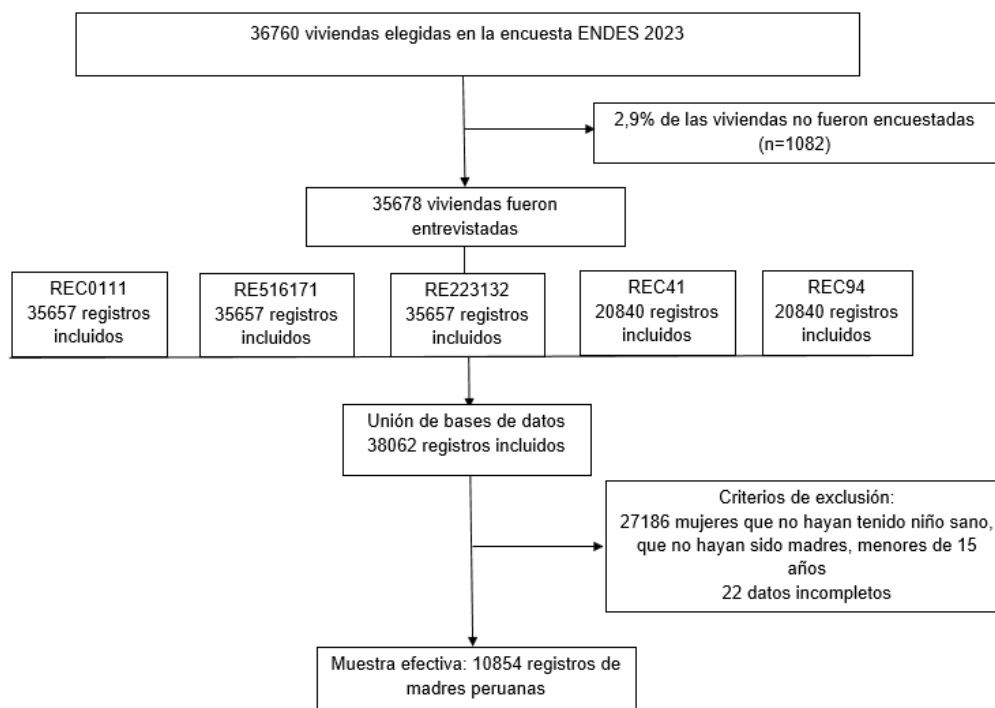 36760 viviendas elegidas en la encuesta ENDES 2023
2,9% de las viviendas no fueron encuestadas
(n=1082)
35678 viviendas fueron
entrevistadas
REC0111
35657 registros
incluidos
RE516171
35657 registros
incluidos
RE223132
35657 registros
incluidos
REC41
20840 registros
incluidos
REC94
20840 registros
incluidos
Unión de bases de datos
38062 registros incluidos
Criterios de exclusión:
27186 mujeres que no hayan tenido niño sano,
que no hayan sido madres, menores de 15
años
22 datos incompletos
Muestra efectiva: 10854 registros de
madres peruanas